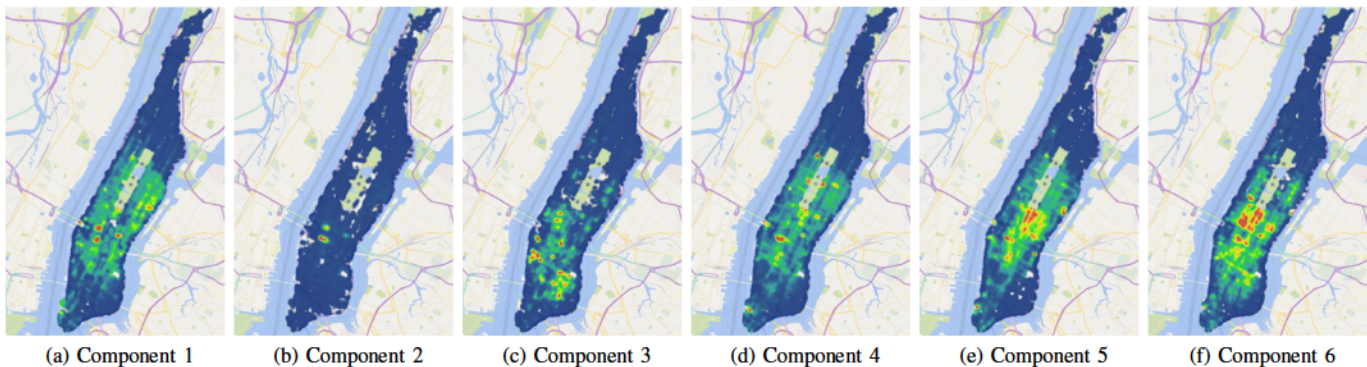 (a) Component 1
(b) Component 2
(c) Component 3
(d) Component 4
(e) Component 5
(f) Component 6